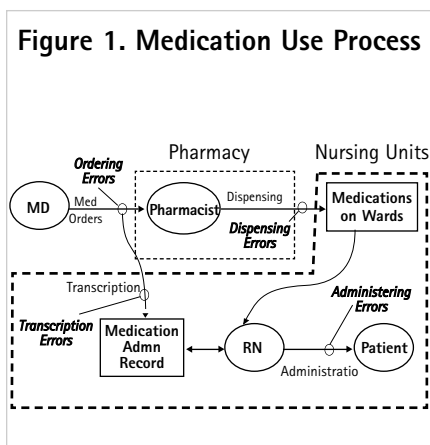 Figure 1. Medication Use Process
Pharmacy
Nursing Units
Ordering
Errors
MD
Med
Orders
Pharmacist
Dispensing
Dispensing
Errors
Medications
on Wards
Transcription
Transcription
Errors
Medication
Admn
Record
RN
Administering
Errors
Administratio
Patient